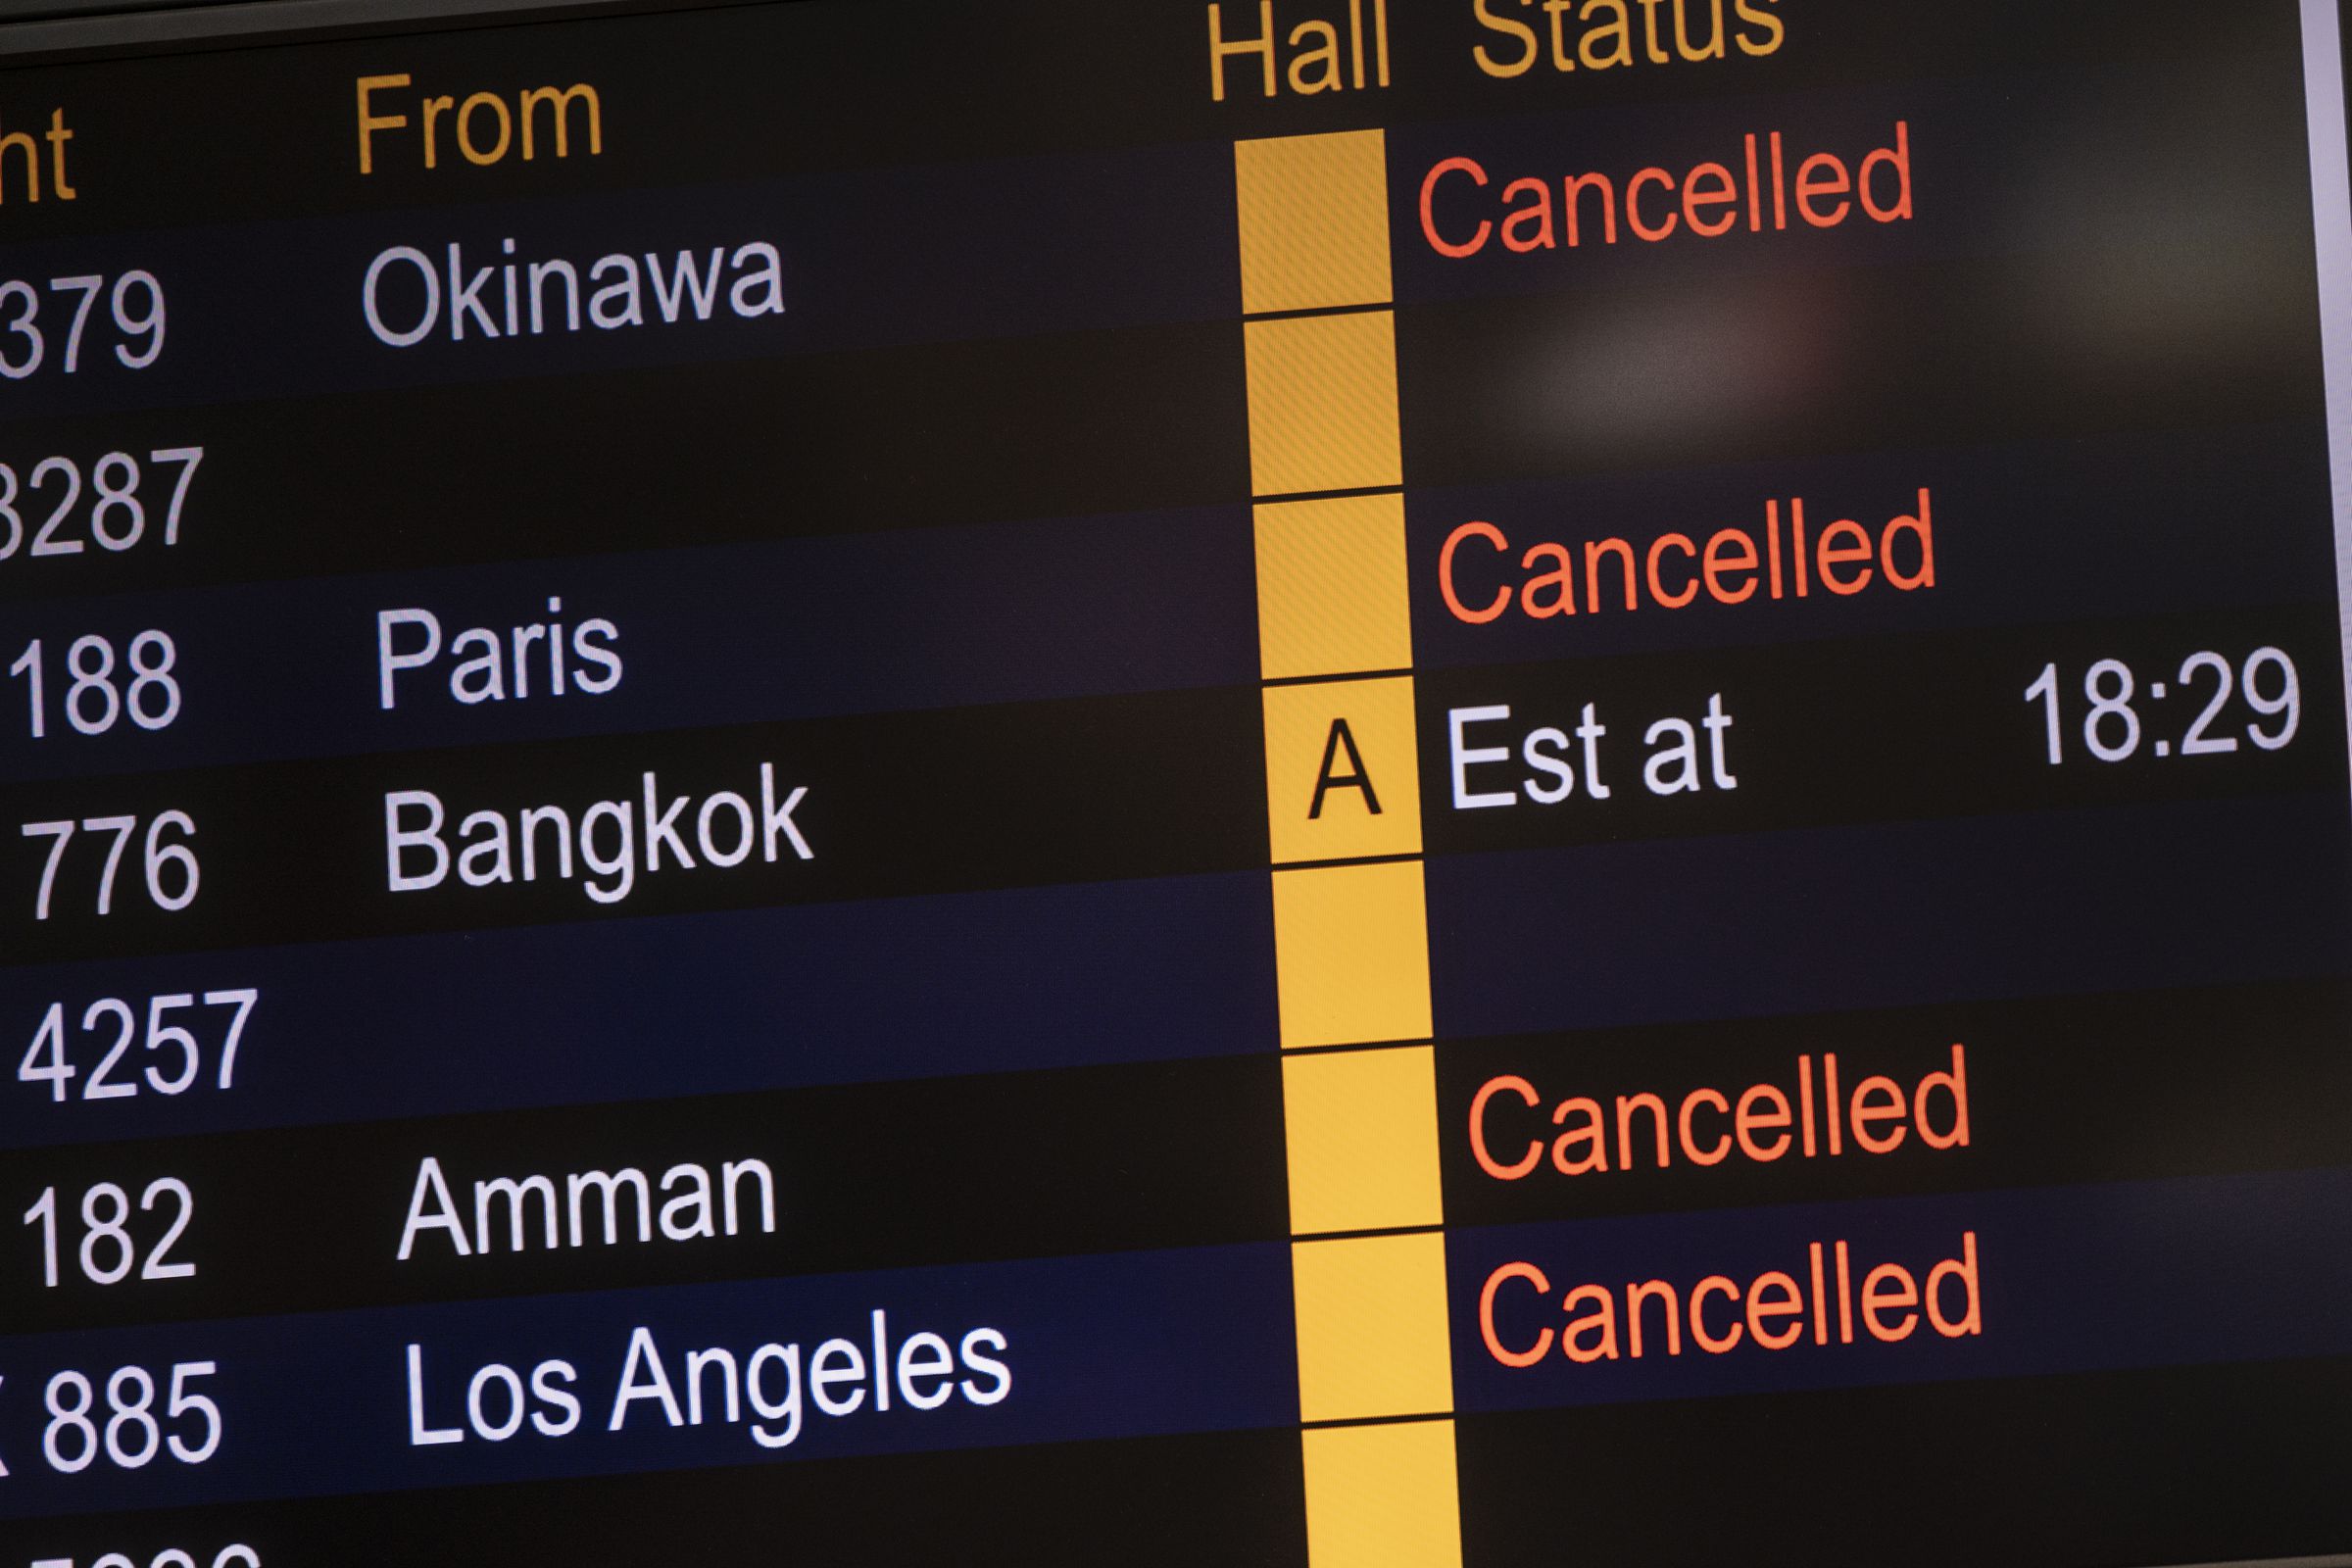 From Hall Status
379 Okinawa Cancelled
3287
188 Paris Cancelled
776 Bangkok A Est at 18:29
4257
182 Amman Cancelled
885 Los Angeles Cancelled